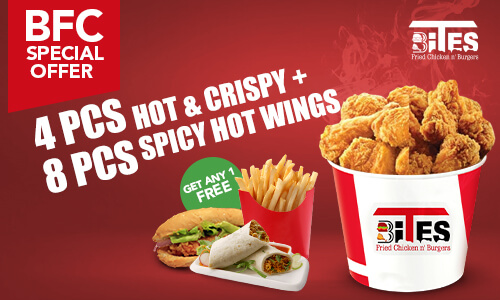 BFC
SPECIAL
OFFER
BiTES
Fried Chicken n' Burgers
4 PCS HOT & CRISPY +
8 PCS SPICY HOT WINGS
GET ANY 1
FREE
BiTES
Fried Chicken n' Burgers